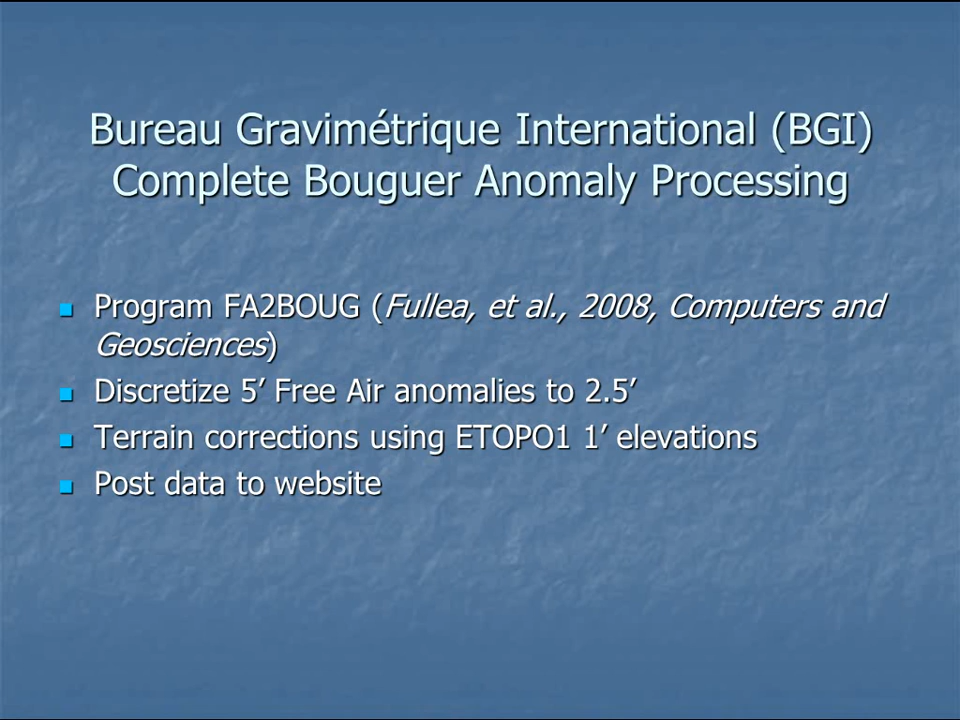 Bureau Gravimétrique International (BGI)
Complete Bouguer Anomaly Processing
Program FA2BOUG (Fullea, et al., 2008, Computers and
Geosciences)
Discretize 5’ Free Air anomalies to 2.5’
Terrain corrections using ETOPO1 1’ elevations
Post data to website